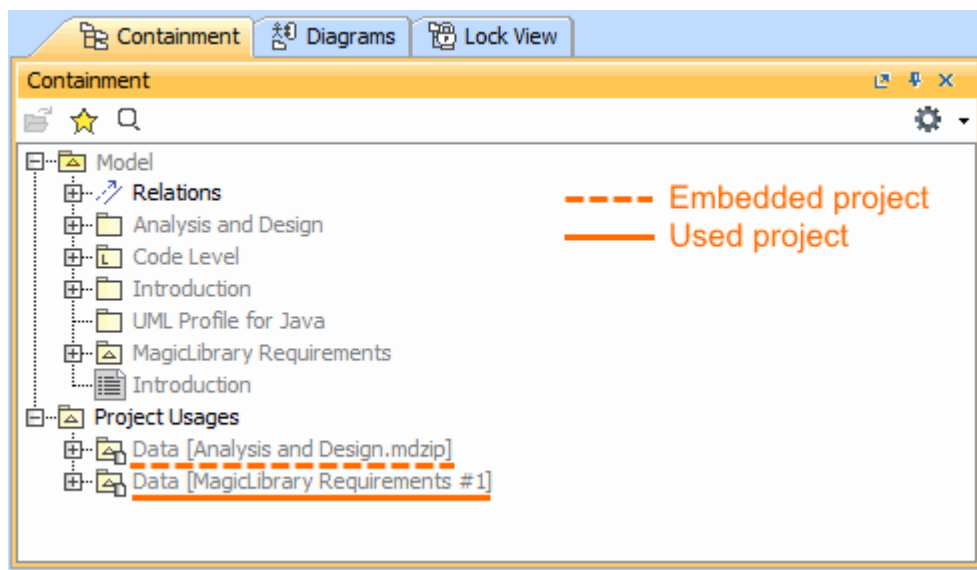 Containment Diagrams Lock View
Containment
Model
Relations
Embedded project
Analysis and Design
Used project
Code Level
Introduction
UML Profile for Java
MagicLibrary Requirements
Introduction
Project Usages
Data [Analysis and Design.mdzip]
Data [MagicLibrary Requirements #1]